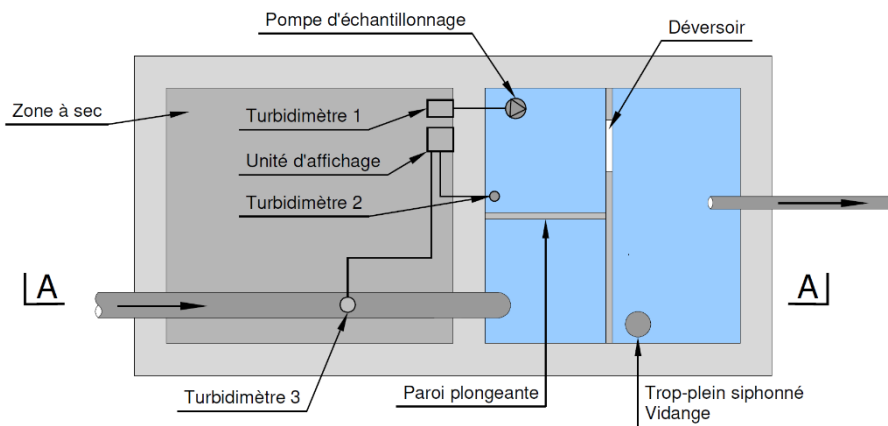 Pompe d'échantillonnage
Déversoir
Zone à sec
Turbidimètre 1
Unité d'affichage
Turbidimètre 2
A
A
Turbidimètre 3
Paroi plongeante
Trop-plein siphonné
Vidange